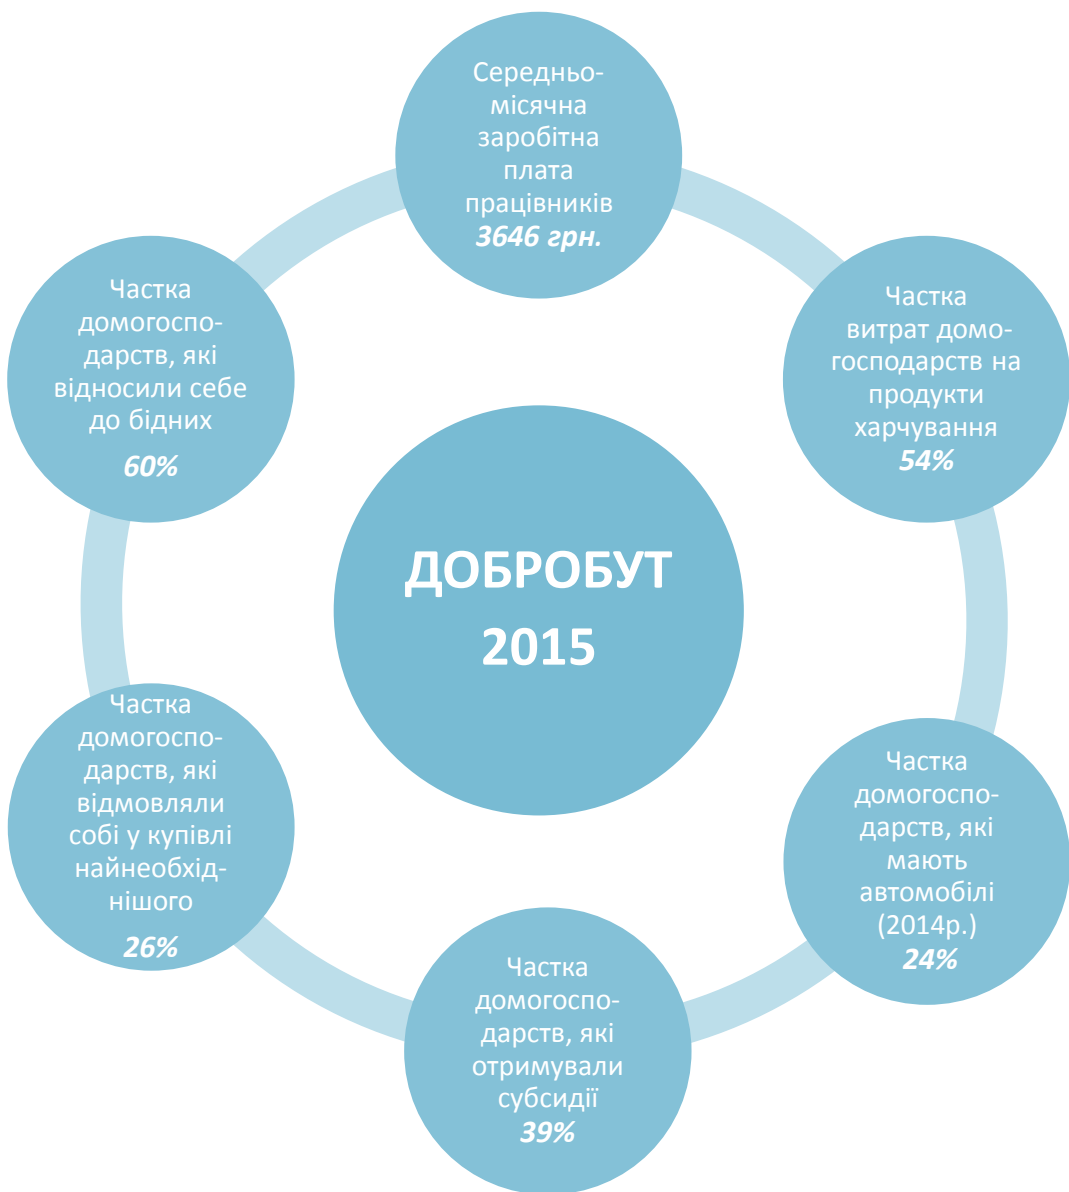 Середньо-
місячна
заробітна
плата
працівників
3646 грн.
Частка
витрат домо-
господарств на
продукти
харчування
54%
Частка
домогоспо-
дарств, які
мають
автомобілі
(2014р.)
24%
Частка
домогоспо-
дарств, які
отримували
субсидії
39%
Частка
домогоспо-
дарств, які
відмовляли
собі у купівлі
найнеобхід-
нішого
26%
Частка
домогоспо-
дарств, які
відносили себе
до бідних
60%
ДОБРОБУТ
2015